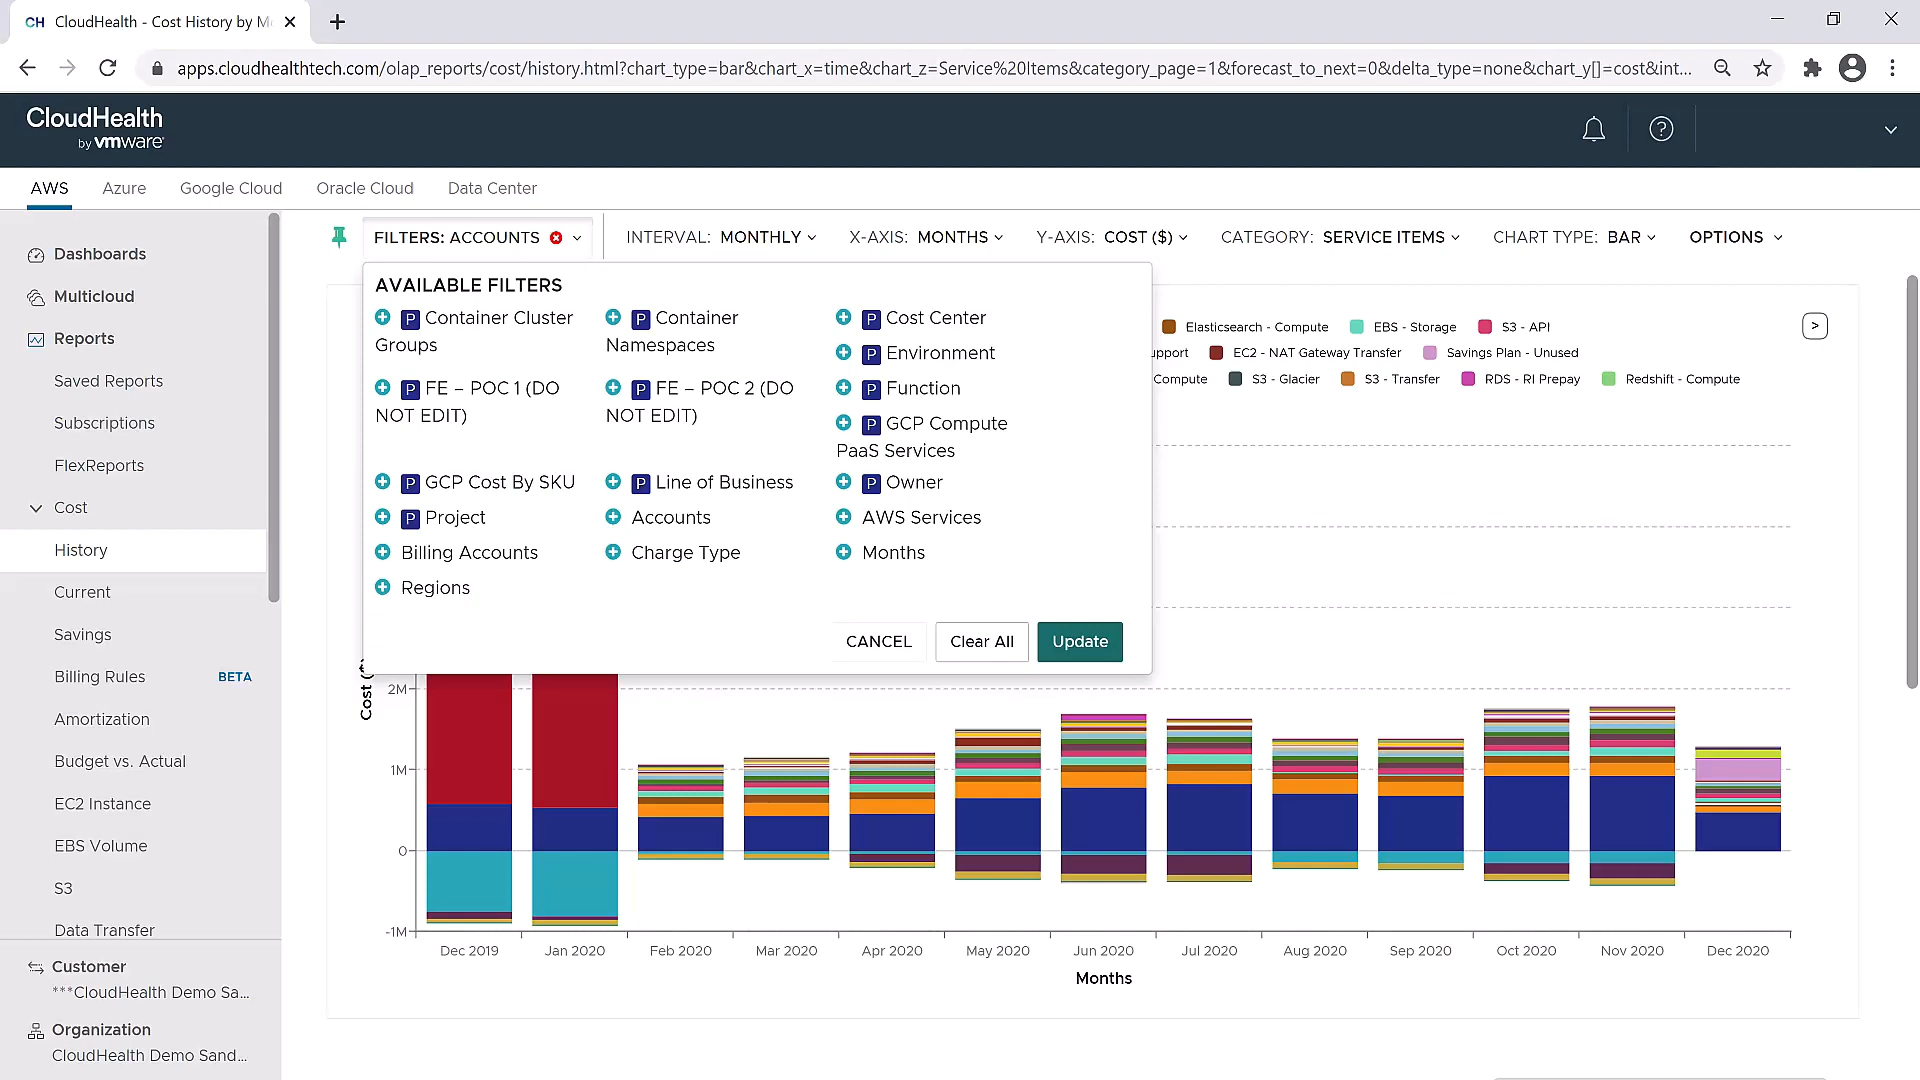 CH CloudHealth - Cost History by M
apps.cloudhealthtech.com/olap_reports/cost/history.html?chart_type=bar&chart_x=time&chart_z=Service%20Items&category_page=1&forecast_to_next=0&delta_type=none&chart_y[]=cost&int...
CloudHealth
by vmware
AWS Azure Google Cloud Oracle Cloud Data Center
Dashboards
Multicloud
Reports
Saved Reports
Subscriptions
FlexReports
Cost
History
Current
Savings
Billing Rules BETA
Amortization
Budget vs. Actual
EC2 Instance
EBS Volume
S3
Data Transfer
Customer
***CloudHealth Demo Sa...
Organization
CloudHealth Demo Sand...
FILTERS: ACCOUNTS INTERVAL: MONTHLY X-AXIS: MONTHS Y-AXIS: COST ($) CATEGORY: SERVICE ITEMS CHART TYPE: BAR OPTIONS
AVAILABLE FILTERS
P Container Cluster Groups
P Container Namespaces
P Cost Center
P Environment
P FE – POC 1 (DO NOT EDIT)
P FE – POC 2 (DO NOT EDIT)
P Function
P GCP Compute PaaS Services
P GCP Cost By SKU P Line of Business P Owner
P Project Accounts AWS Services
Billing Accounts Charge Type Months
Regions
CANCEL Clear All Update
Elasticsearch - Compute EBS - Storage S3 - API
upport EC2 - NAT Gateway Transfer Savings Plan - Unused
Compute S3 - Glacier S3 - Transfer RDS - RI Prepay Redshift - Compute
>
Cost (
2M
1M
0
-1M
Dec 2019 Jan 2020 Feb 2020 Mar 2020 Apr 2020 May 2020 Jun 2020 Jul 2020 Aug 2020 Sep 2020 Oct 2020 Nov 2020 Dec 2020
Months